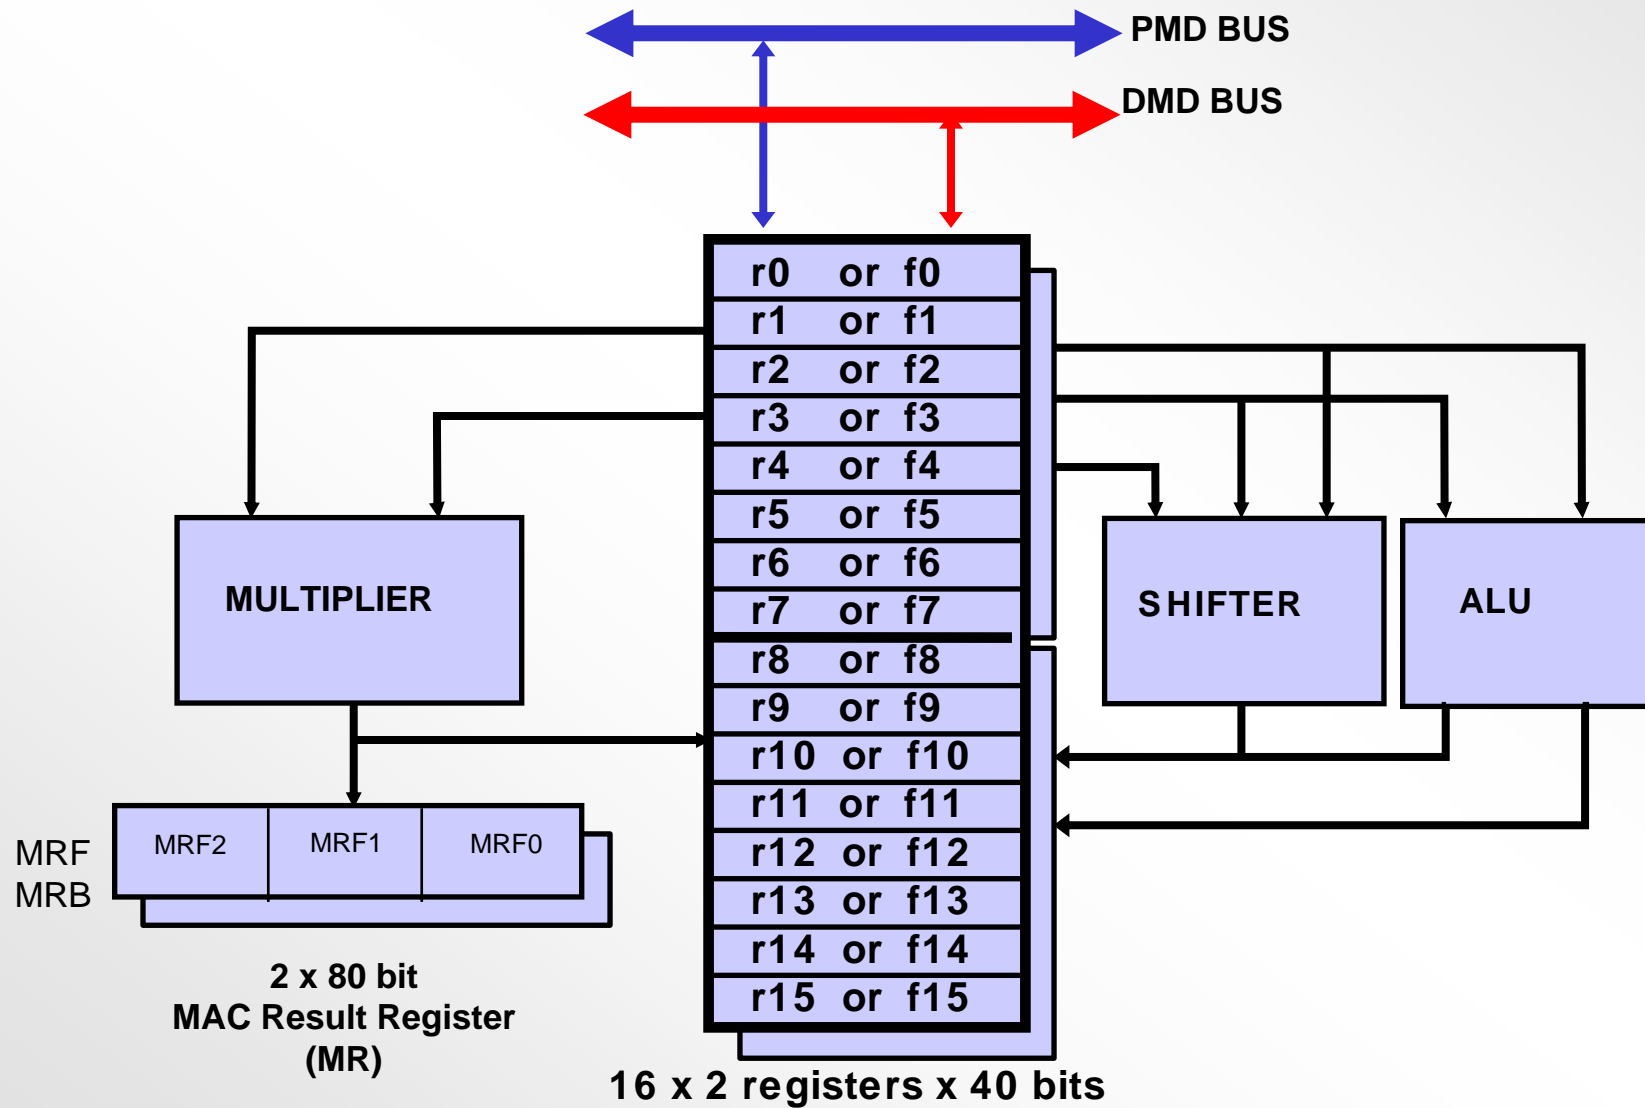 PMD BUS
DMD BUS
r0 or f0
r1 or f1
r2 or f2
r3 or f3
r4 or f4
r5 or f5
r6 or f6
r7 or f7
r8 or f8
r9 or f9
r10 or f10
r11 or f11
r12 or f12
r13 or f13
r14 or f14
r15 or f15
MULTIPLIER
SHIFTER
ALU
MRF
MRB
MRF2 MRF1 MRF0
2 x 80 bit
MAC Result Register
(MR)
16 x 2 registers x 40 bits